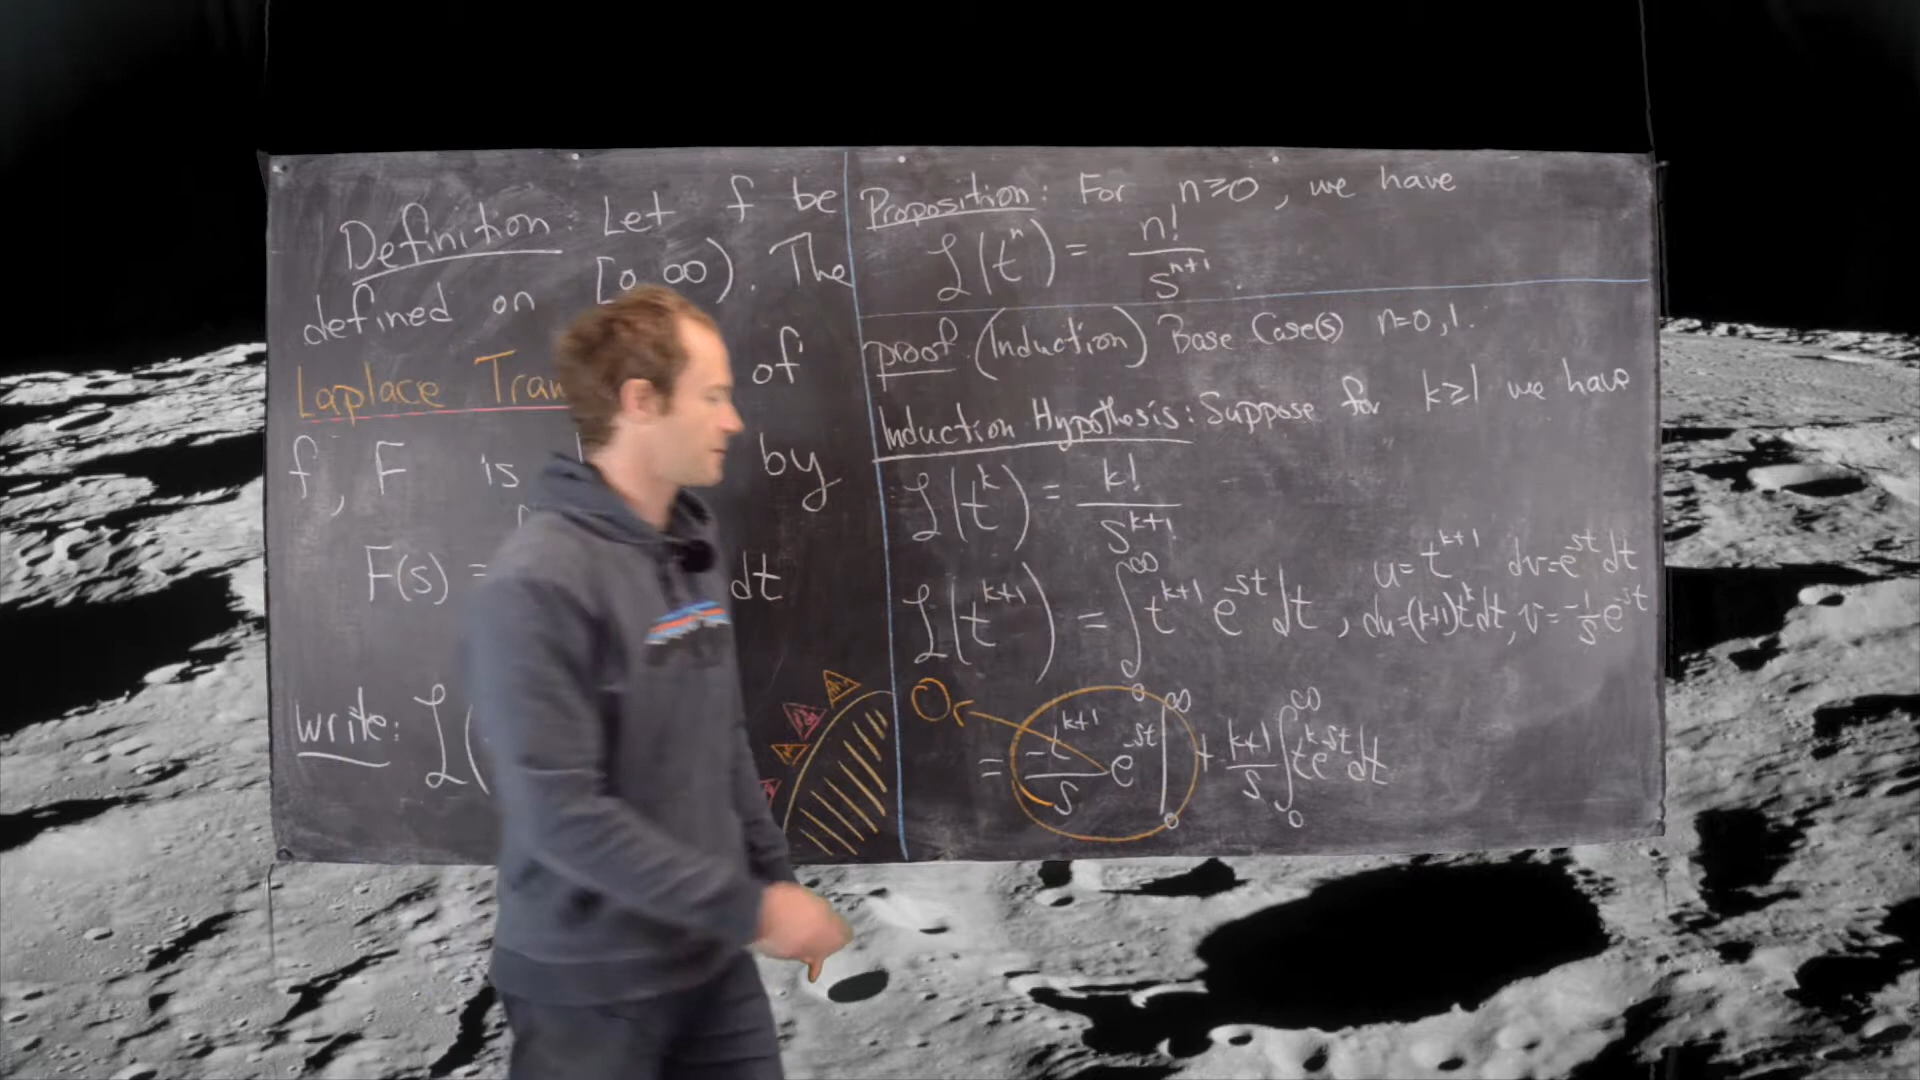 Definition: Let f be
defined on [0,∞). The
Laplace Tran of
f, F is by
F(s) = dt
write: ℒ(
Proposition: For n≥0, we have
ℒ(t^n) = n!/s^{n+1}.
proof. (Induction) Base Case(s) n=0,1.
Induction Hypothesis: Suppose for k≥1 we have
ℒ(t^k) = k!/s^{k+1}
u=t^{k+1} dv=e^{-st}dt
ℒ(t^{k+1}) = ∫_0^∞ t^{k+1} e^{-st} dt, du=(k+1)t^k dt, v=-1/s e^{-st}
0 ← = -t^{k+1}/s e^{-st} |_0^∞ + k+1/s ∫_0^∞ t^k e^{-st} dt